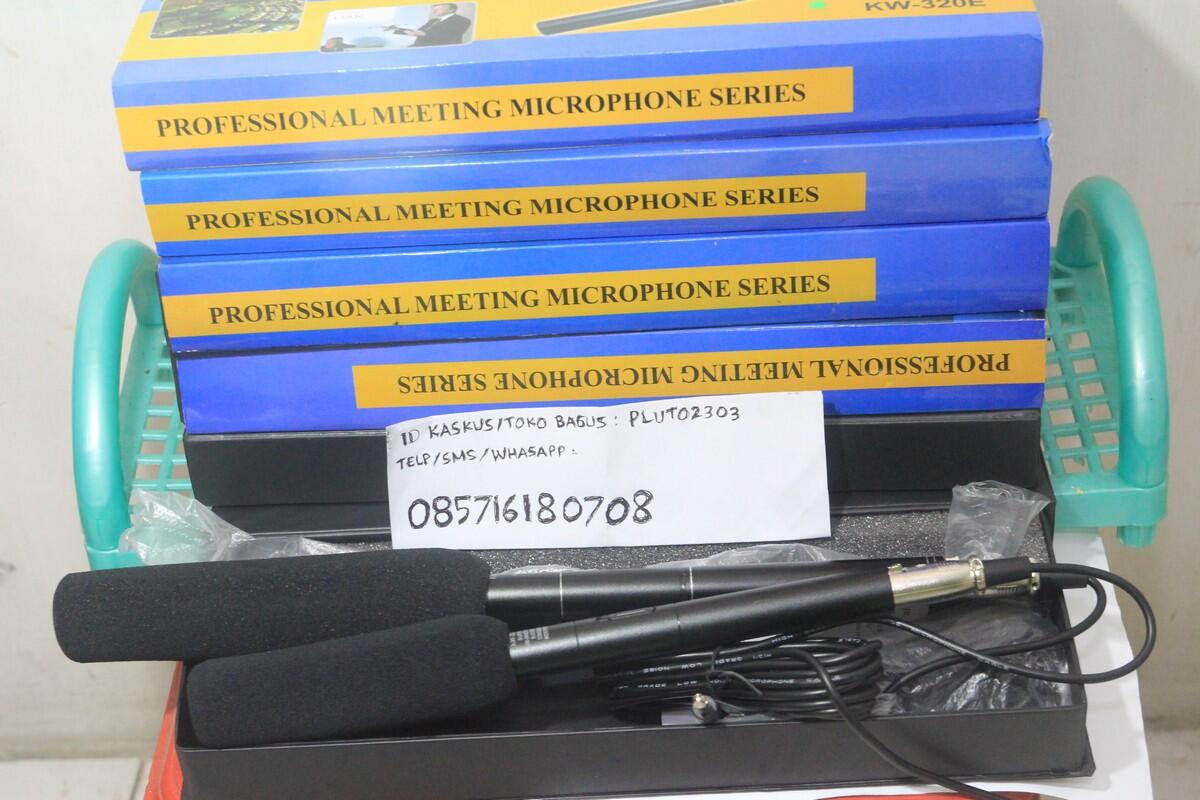 KW-320E
PROFESSIONAL MEETING MICROPHONE SERIES
PROFESSIONAL MEETING MICROPHONE SERIES
PROFESSIONAL MEETING MICROPHONE SERIES
PROFESSIONAL MEETING MICROPHONE SERIES
ID KASKUS/TOKO BAGUS: PLUTO2303
TELP/SMS/WHASAPP:
085716180708